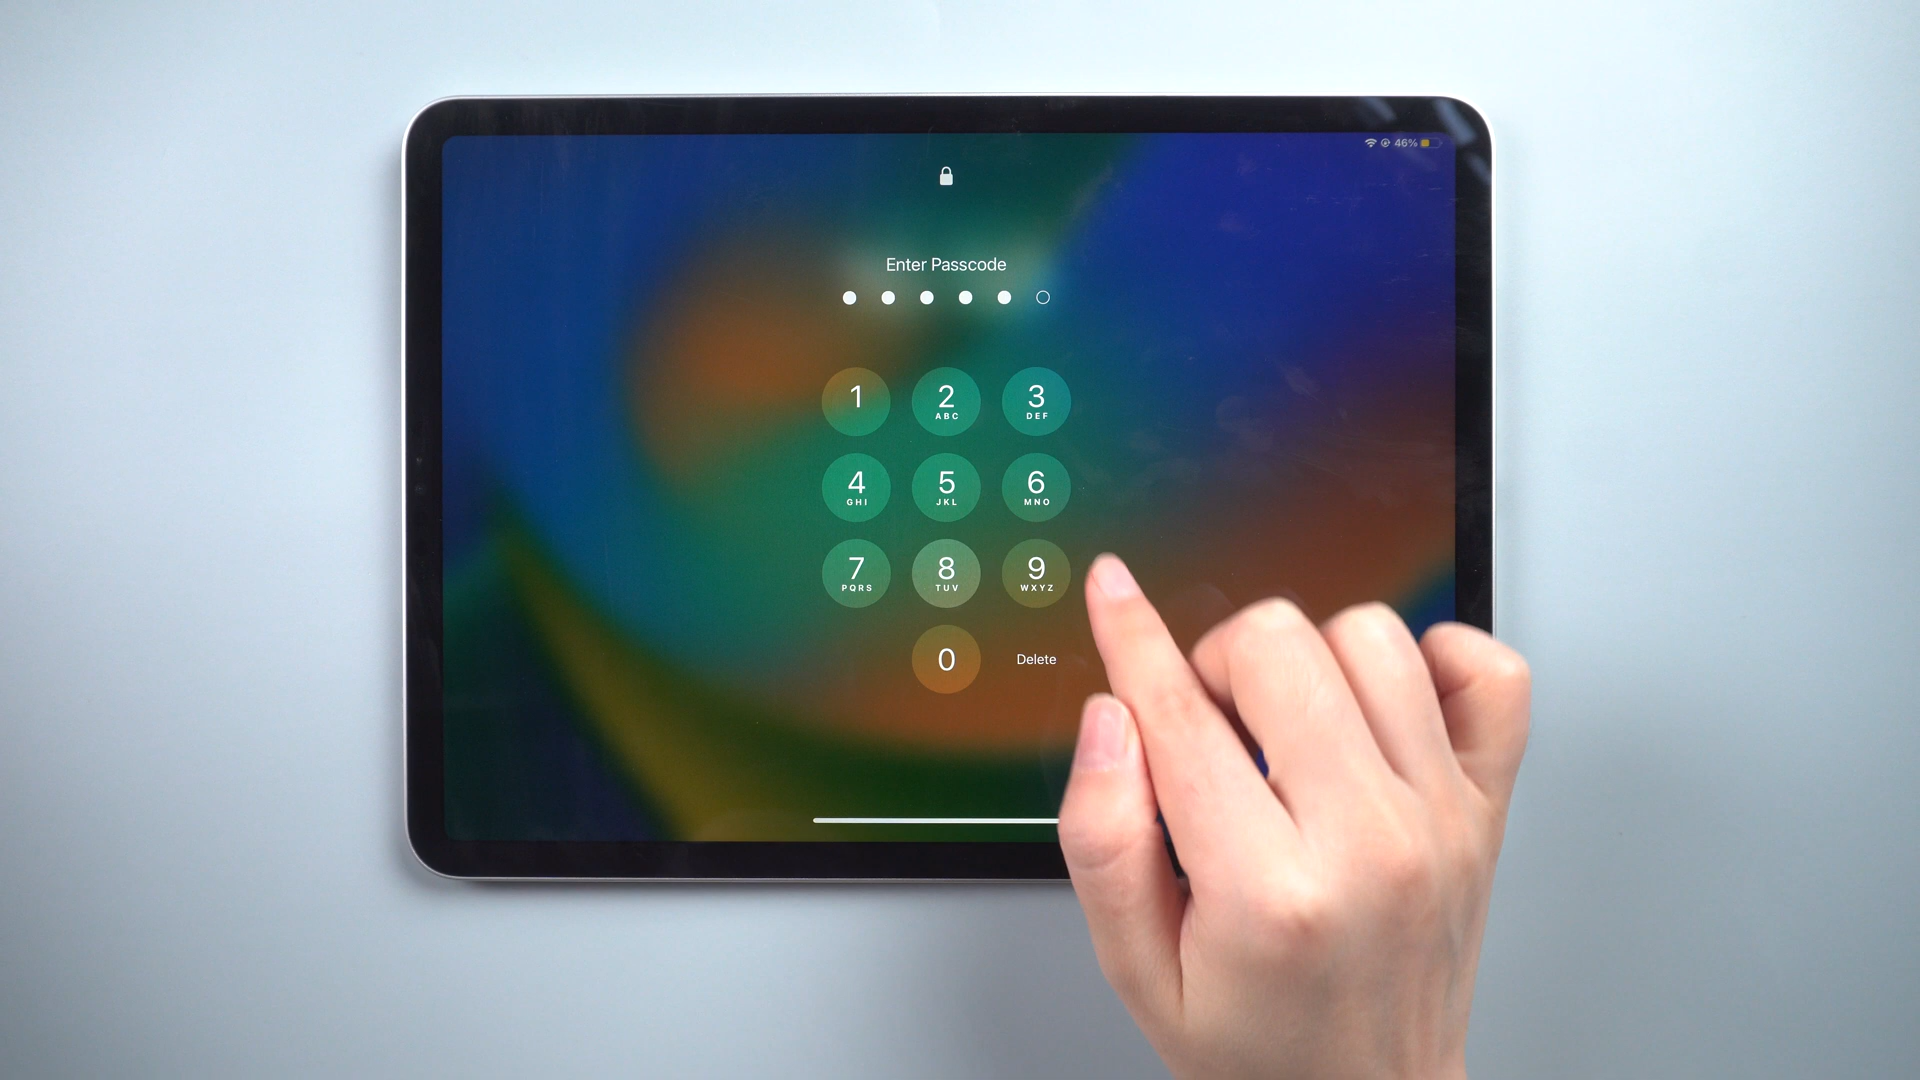 46%
Enter Passcode
1 2 3
ABC DEF
4 5 6
GHI JKL MNO
7 8 9
PQRS TUV WXYZ
0 Delete